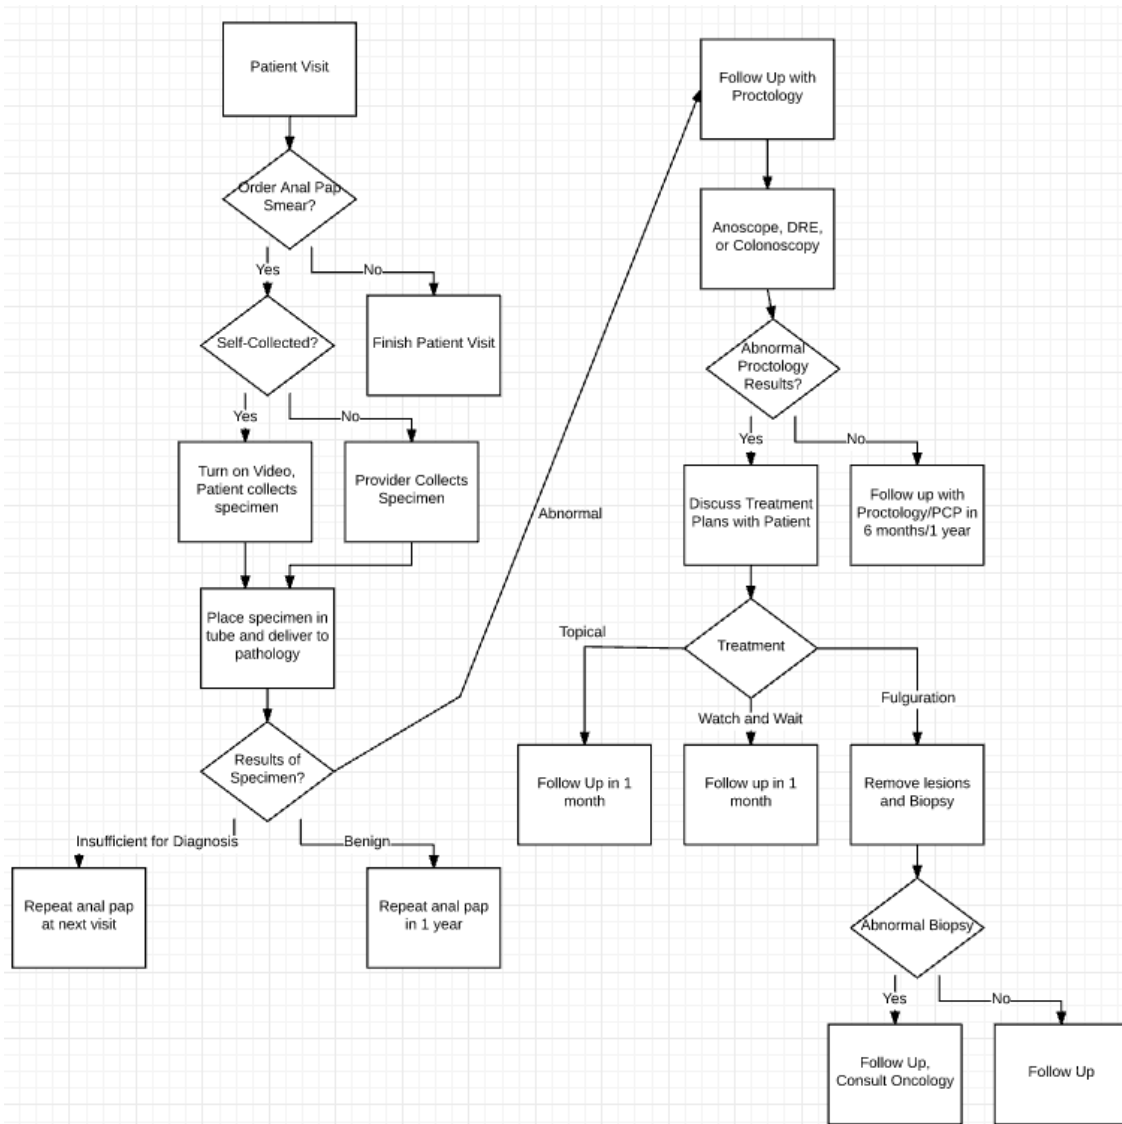 Patient Visit
Order Anal Pap
Smear?
Yes
No
Self-Collected?
Finish Patient Visit
Yes
No
Turn on Video,
Patient collects
specimen
Provider Collects
Specimen
Place specimen in
tube and deliver to
pathology
Results of
Specimen?
Insufficient for Diagnosis
Benign
Repeat anal pap
at next visit
Repeat anal pap
in 1 year
Abnormal
Follow Up with
Proctology
Anoscope, DRE,
or Colonoscopy
Abnormal
Proctology
Results?
Yes
No
Discuss Treatment
Plans with Patient
Follow up with
Proctology/PCP in
6 months/1 year
Treatment
Topical
Watch and Wait
Fulguration
Follow Up in 1
month
Follow up in 1
month
Remove lesions
and Biopsy
Abnormal Biopsy
Yes
No
Follow Up,
Consult Oncology
Follow Up